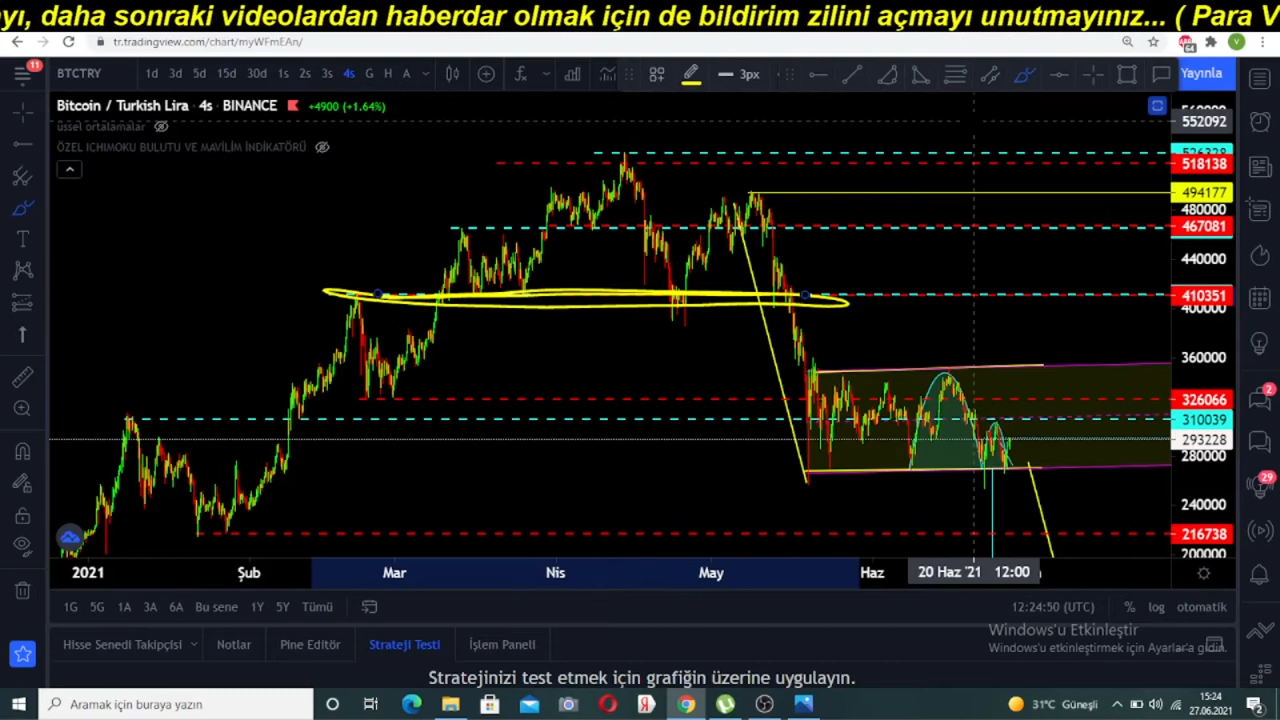 ayı, daha sonraki videolardan haberdar olmak için de bildirim zilini açmayı unutmayınız... ( Para V
tr.tradingview.com/chart/myWFmEAn/
64
V
11
BTCTRY
1d 3d 5d 15d 30d 1s 2s 3s 4s G H A
3px
Yayınla
Bitcoin / Turkish Lira · 4s · BINANCE +4900 (+1.64%)
üssel ortalamalar
ÖZEL ICHIMOKU BULUTU VE MAVİLİM İNDİKATÖRÜ
552092
518138
494177
480000
467081
440000
410351
400000
360000
326066
310039
293228
280000
240000
216738
200000
2
29
2021 Şub Mar Nis May Haz 20 Haz '21 12:00
1G 5G 1A 3A 6A Bu sene 1Y 5Y Tümü
12:24:50 (UTC) % log otomatik
Windows'u Etkinleştir
Windows'u etkinleştirmek için Ayarlar'a gidin.
Hisse Senedi Takipçisi Notlar Pine Editör Strateji Testi İşlem Paneli
Stratejinizi test etmek için grafiğin üzerine uygulayın.
Aramak için buraya yazın
31°C Güneşli
15:24
27.06.2021
2